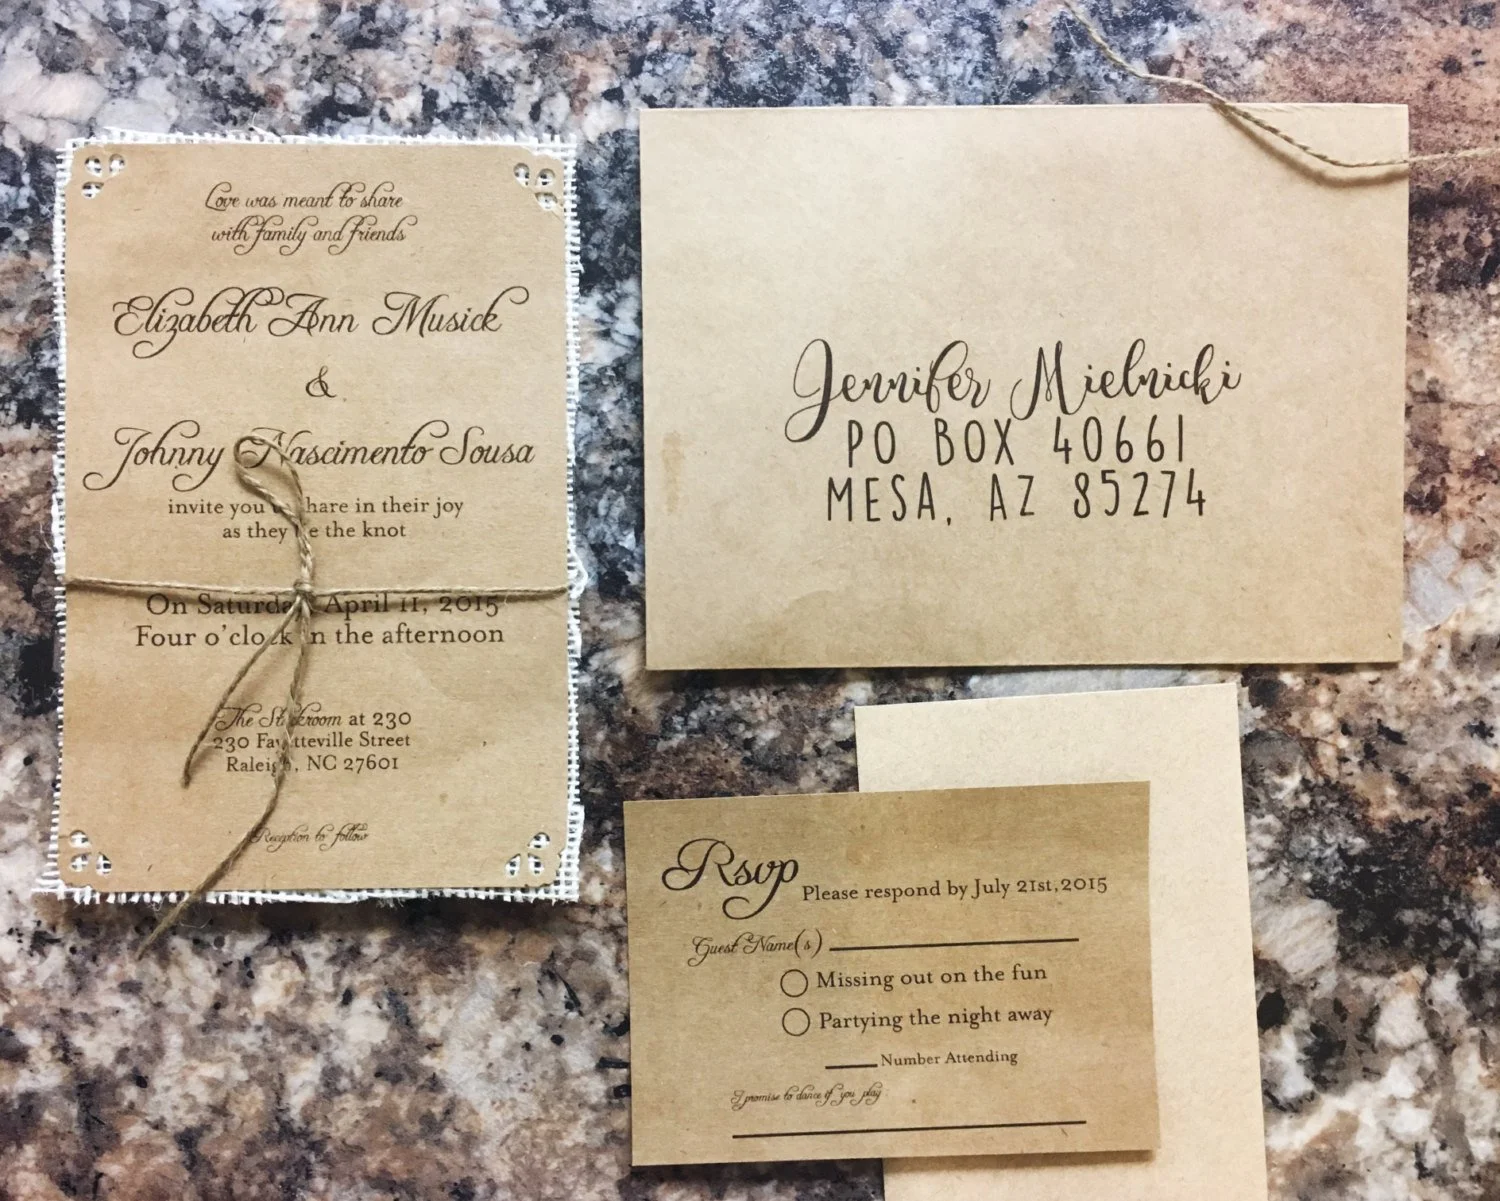 Love was meant to share
with family and friends
Elizabeth Ann Musick
&
Johnny Nascimento Sousa
invite you share in their joy
as they the knot
On Saturday April 11, 2015
Four o'clock in the afternoon
The Stockroom at 230
230 Fayetteville Street
Raleigh, NC 27601
Reception to follow
Jennifer Mielnicki
PO BOX 40661
MESA, AZ 85274
Rsvp Please respond by July 21st,2015
Guest Name(s)
Missing out on the fun
Partying the night away
Number Attending
I promise to dance if you play